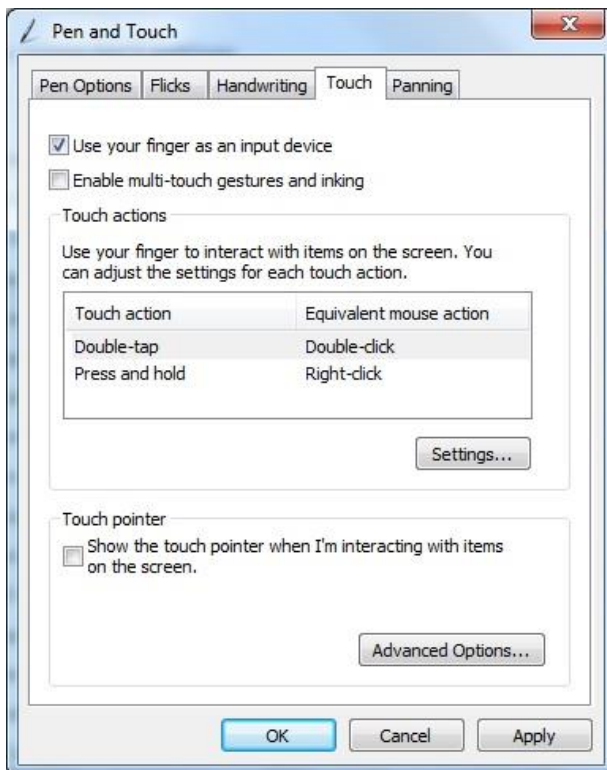 Pen and Touch
Pen Options Flicks Handwriting Touch Panning
Use your finger as an input device
Enable multi-touch gestures and inking
Touch actions
Use your finger to interact with items on the screen. You
can adjust the settings for each touch action.
Touch action Equivalent mouse action
Double-tap Double-click
Press and hold Right-click
Settings...
Touch pointer
Show the touch pointer when I'm interacting with items
on the screen.
Advanced Options...
OK Cancel Apply